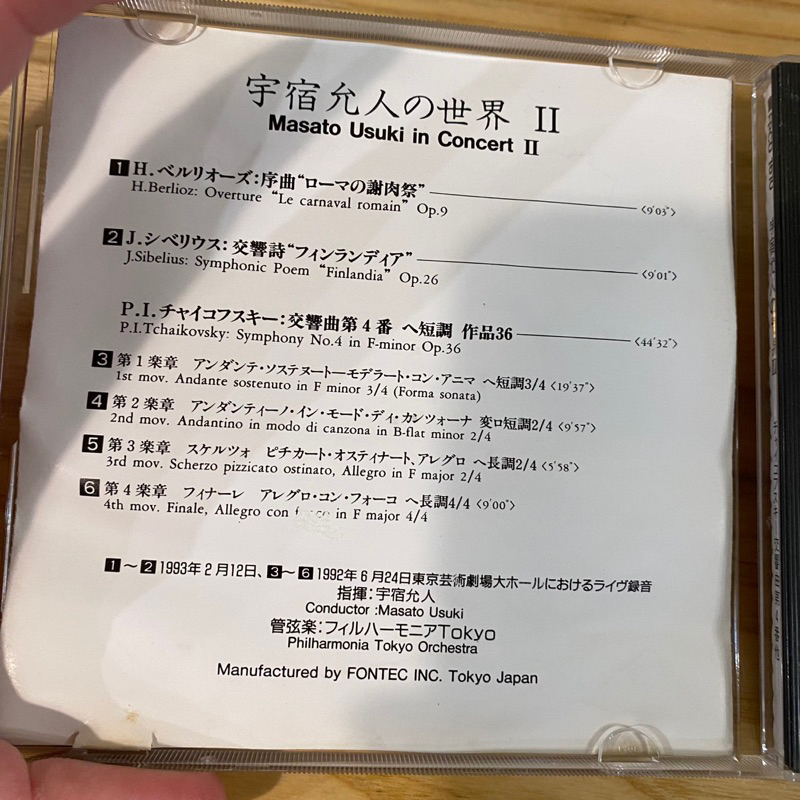 宇宿允人の世界 II
Masato Usuki in Concert II
1 H.ベルリオーズ:序曲“ローマの謝肉祭” 〈9'03"〉
H.Berlioz: Overture “Le carnaval romain” Op.9
2 J.シベリウス:交響詩“フィンランディア” 〈9'01"〉
J.Sibelius: Symphonic Poem “Finlandia” Op.26
P.I.チャイコフスキー:交響曲第4番 ヘ短調 作品36 〈44'32"〉
P.I.Tchaikovsky: Symphony No.4 in F-minor Op.36
3 第1楽章 アンダンテ・ソステヌートーモデラート・コン・アニマ ヘ短調3/4 〈19'37"〉
1st mov. Andante sostenuto in F minor 3/4 (Forma sonata)
4 第2楽章 アンダンティーノ・イン・モード・ディ・カンツォーナ 変ロ短調2/4 〈9'57"〉
2nd mov. Andantino in modo di canzona in B-flat minor 2/4
5 第3楽章 スケルツォ ピチカート・オスティナート、アレグロ ヘ長調2/4 〈5'58"〉
3rd mov. Scherzo pizzicato ostinato, Allegro in F major 2/4
6 第4楽章 フィナーレ アレグロ・コン・フォーコ ヘ長調4/4 〈9'00"〉
4th mov. Finale, Allegro con in F major 4/4
1〜2 1993年2月12日、3〜6 1992年6月24日東京芸術劇場大ホールにおけるライヴ録音
指揮:宇宿允人
Conductor :Masato Usuki
管弦楽:フィルハーモニアTokyo
Philharmonia Tokyo Orchestra
Manufactured by FONTEC INC. Tokyo Japan